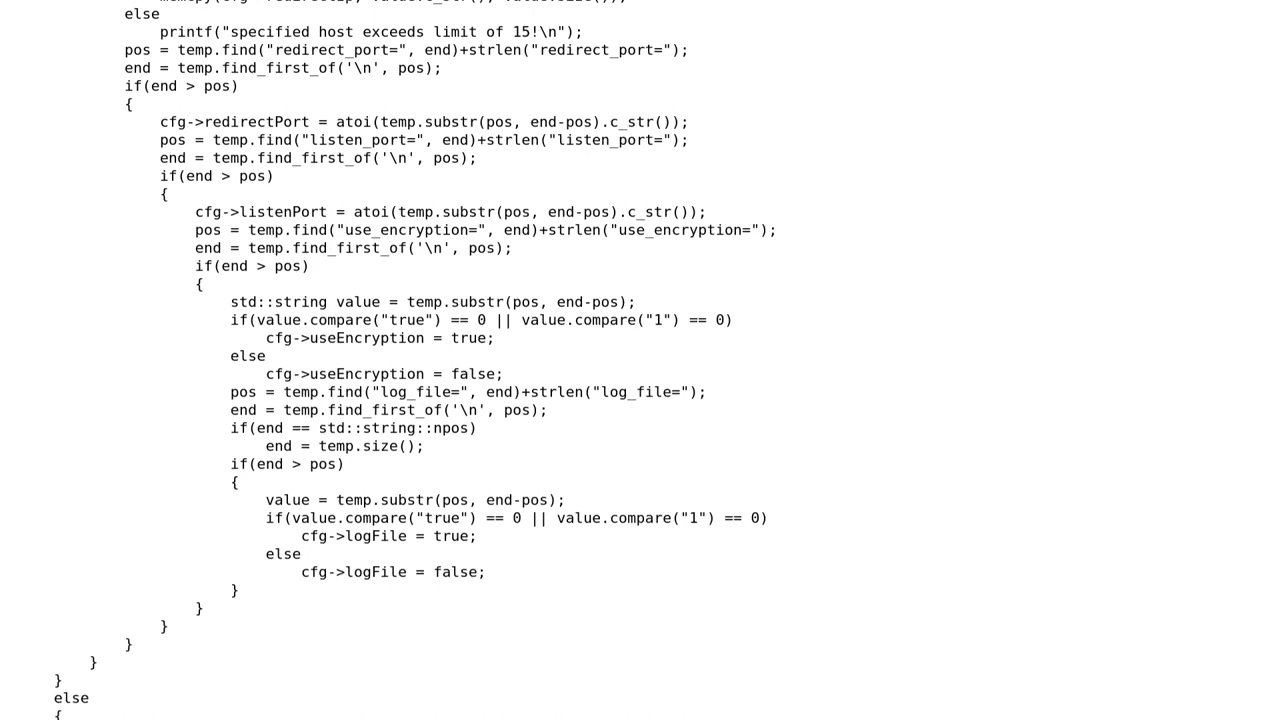 else
printf("specified host exceeds limit of 15!\n");
pos = temp.find("redirect_port=", end)+strlen("redirect_port=");
end = temp.find_first_of('\n', pos);
if(end > pos)
{
cfg->redirectPort = atoi(temp.substr(pos, end-pos).c_str());
pos = temp.find("listen_port=", end)+strlen("listen_port=");
end = temp.find_first_of('\n', pos);
if(end > pos)
{
cfg->listenPort = atoi(temp.substr(pos, end-pos).c_str());
pos = temp.find("use_encryption=", end)+strlen("use_encryption=");
end = temp.find_first_of('\n', pos);
if(end > pos)
{
std::string value = temp.substr(pos, end-pos);
if(value.compare("true") == 0 || value.compare("1") == 0)
cfg->useEncryption = true;
else
cfg->useEncryption = false;
pos = temp.find("log_file=", end)+strlen("log_file=");
end = temp.find_first_of('\n', pos);
if(end == std::string::npos)
end = temp.size();
if(end > pos)
{
value = temp.substr(pos, end-pos);
if(value.compare("true") == 0 || value.compare("1") == 0)
cfg->logFile = true;
else
cfg->logFile = false;
}
}
}
}
}
}
else
{